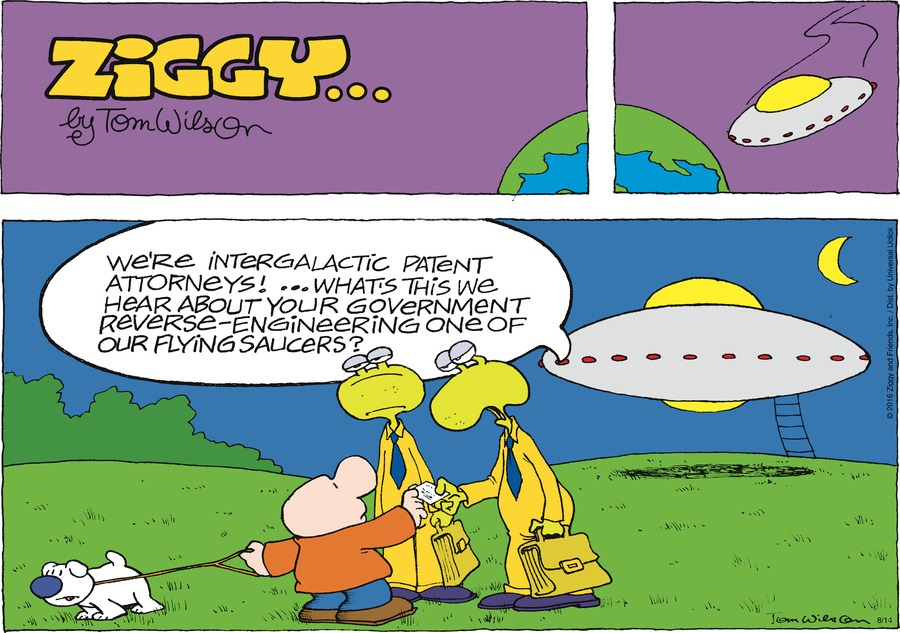 ZIGGY...
by Tom Wilson
WE'RE INTERGALACTIC PATENT
ATTORNEYS! ...WHAT'S THIS WE
HEAR ABOUT YOUR GOVERNMENT
REVERSE-ENGINEERING ONE OF
OUR FLYING SAUCERS?
© 2016 Ziggy and Friends, Inc. / Dist. by Universal Uclick
Tom Wilson 8/14